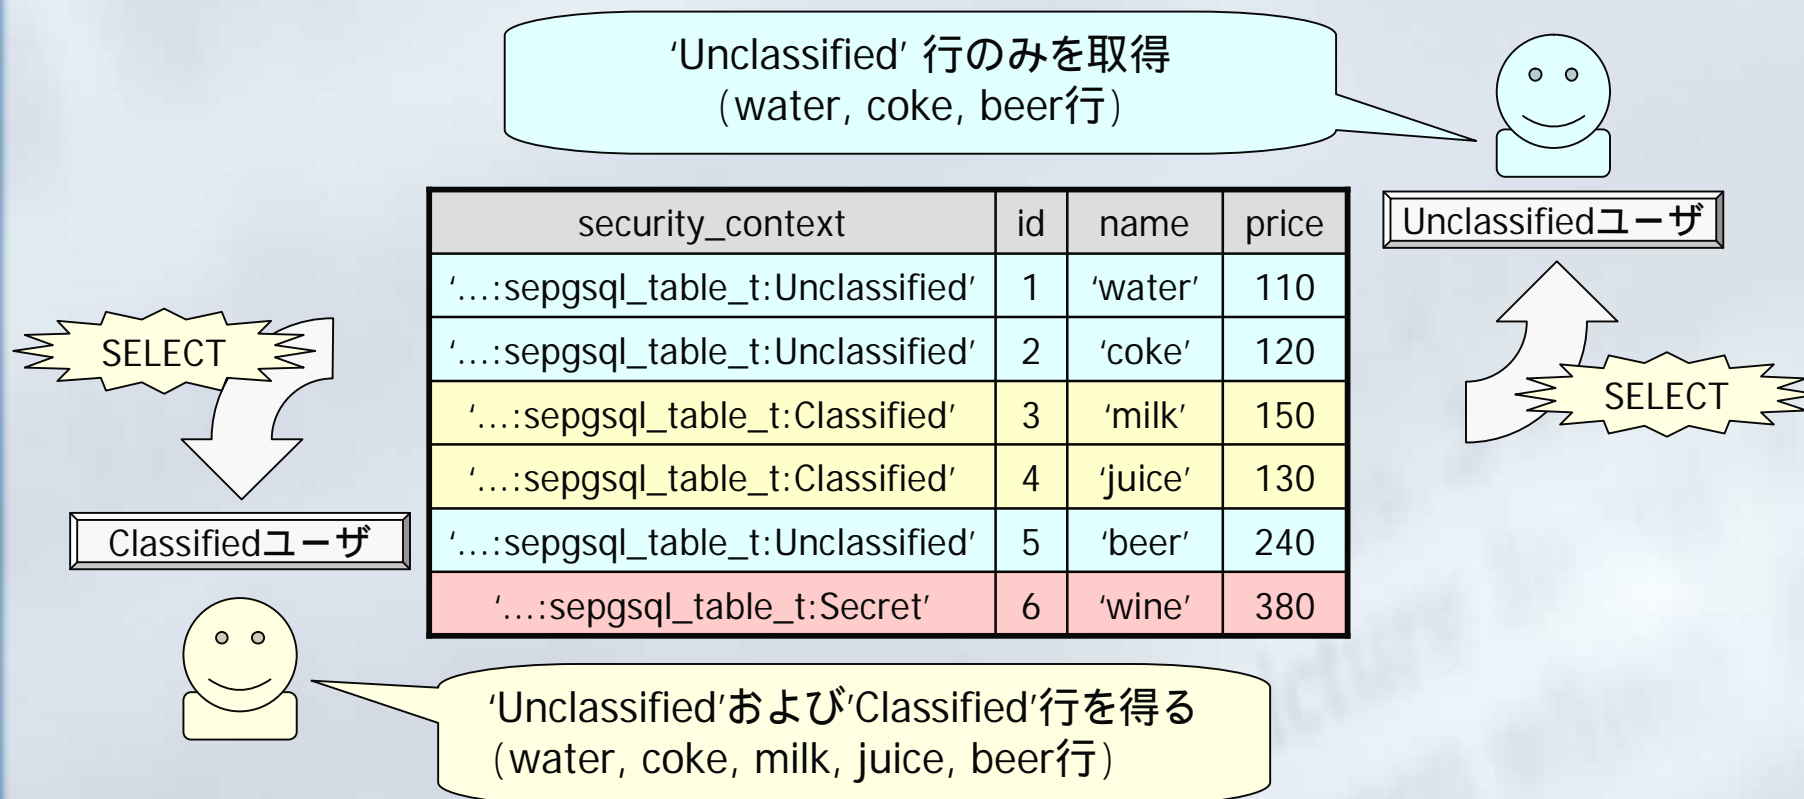 ‘Unclassified’ 行のみを取得
(water, coke, beer行)
Unclassifiedユーザ
SELECT
security_context id name price
‘...:sepgsql_table_t:Unclassified’ 1 ‘water’ 110
‘...:sepgsql_table_t:Unclassified’ 2 ‘coke’ 120
‘...:sepgsql_table_t:Classified’ 3 ‘milk’ 150
‘...:sepgsql_table_t:Classified’ 4 ‘juice’ 130
‘...:sepgsql_table_t:Unclassified’ 5 ‘beer’ 240
‘...:sepgsql_table_t:Secret’ 6 ‘wine’ 380
SELECT
Classifiedユーザ
‘Unclassified’および’Classified’行を得る
(water, coke, milk, juice, beer行)